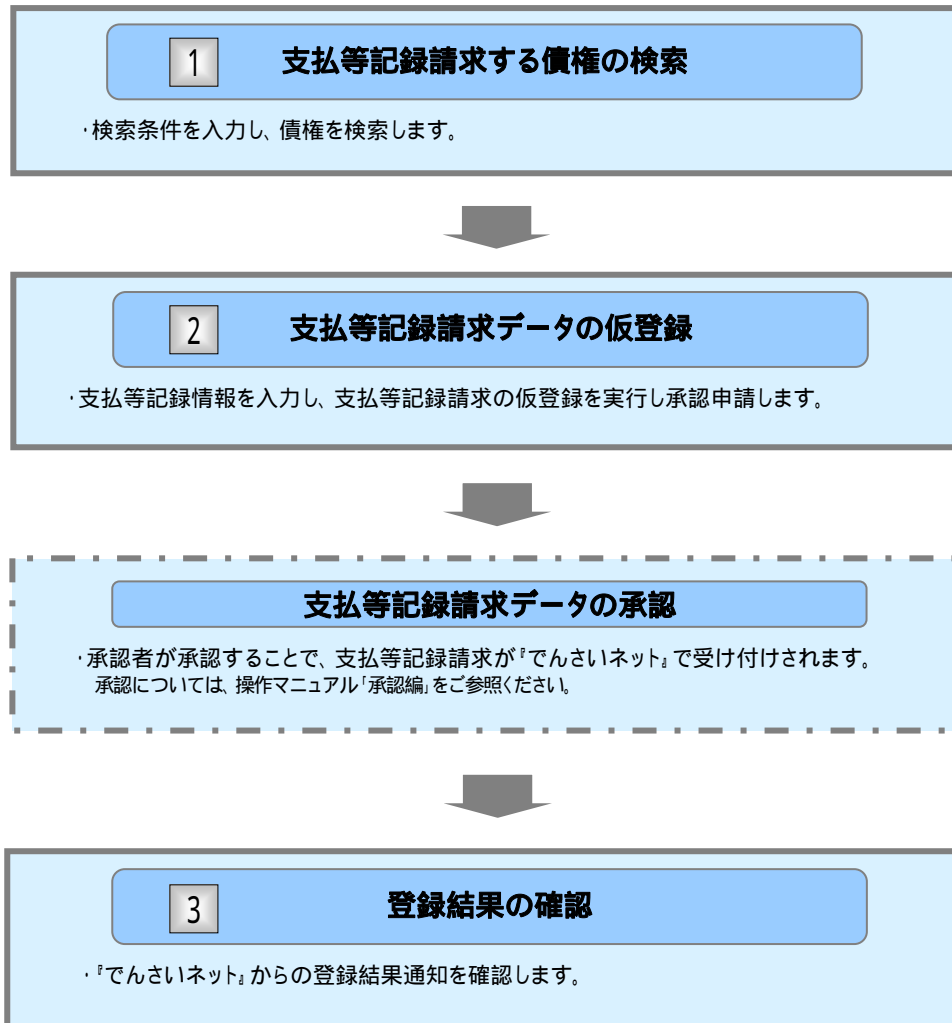 1 支払等記録請求する債権の検索
・検索条件を入力し、債権を検索します。
2 支払等記録請求データの仮登録
・支払等記録情報を入力し、支払等記録請求の仮登録を実行し承認申請します。
支払等記録請求データの承認
・承認者が承認することで、支払等記録請求が『でんさいネット』で受け付けされます。
承認については、操作マニュアル「承認編」をご参照ください。
3 登録結果の確認
・『でんさいネット』からの登録結果通知を確認します。